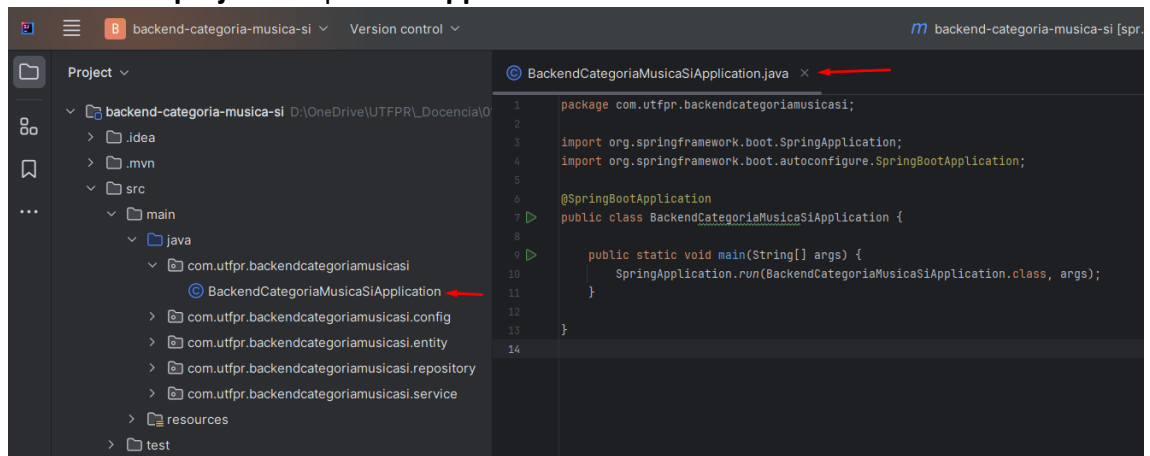 backend-categoria-musica-si Version control backend-categoria-musica-si [spr.
B
Project
BackendCategoriaMusicaSiApplication.java
backend-categoria-musica-si D:\OneDrive\UTFPR\_Docencia\0
.idea
.mvn
src
main
java
com.utfpr.backendcategoriamusicasi
BackendCategoriaMusicaSiApplication
com.utfpr.backendcategoriamusicasi.config
com.utfpr.backendcategoriamusicasi.entity
com.utfpr.backendcategoriamusicasi.repository
com.utfpr.backendcategoriamusicasi.service
resources
test
1 package com.utfpr.backendcategoriamusicasi;
2
3 import org.springframework.boot.SpringApplication;
4 import org.springframework.boot.autoconfigure.SpringBootApplication;
5
6 @SpringBootApplication
7 public class BackendCategoriaMusicaSiApplication {
8
9 public static void main(String[] args) {
10 SpringApplication.run(BackendCategoriaMusicaSiApplication.class, args);
11 }
12
13 }
14